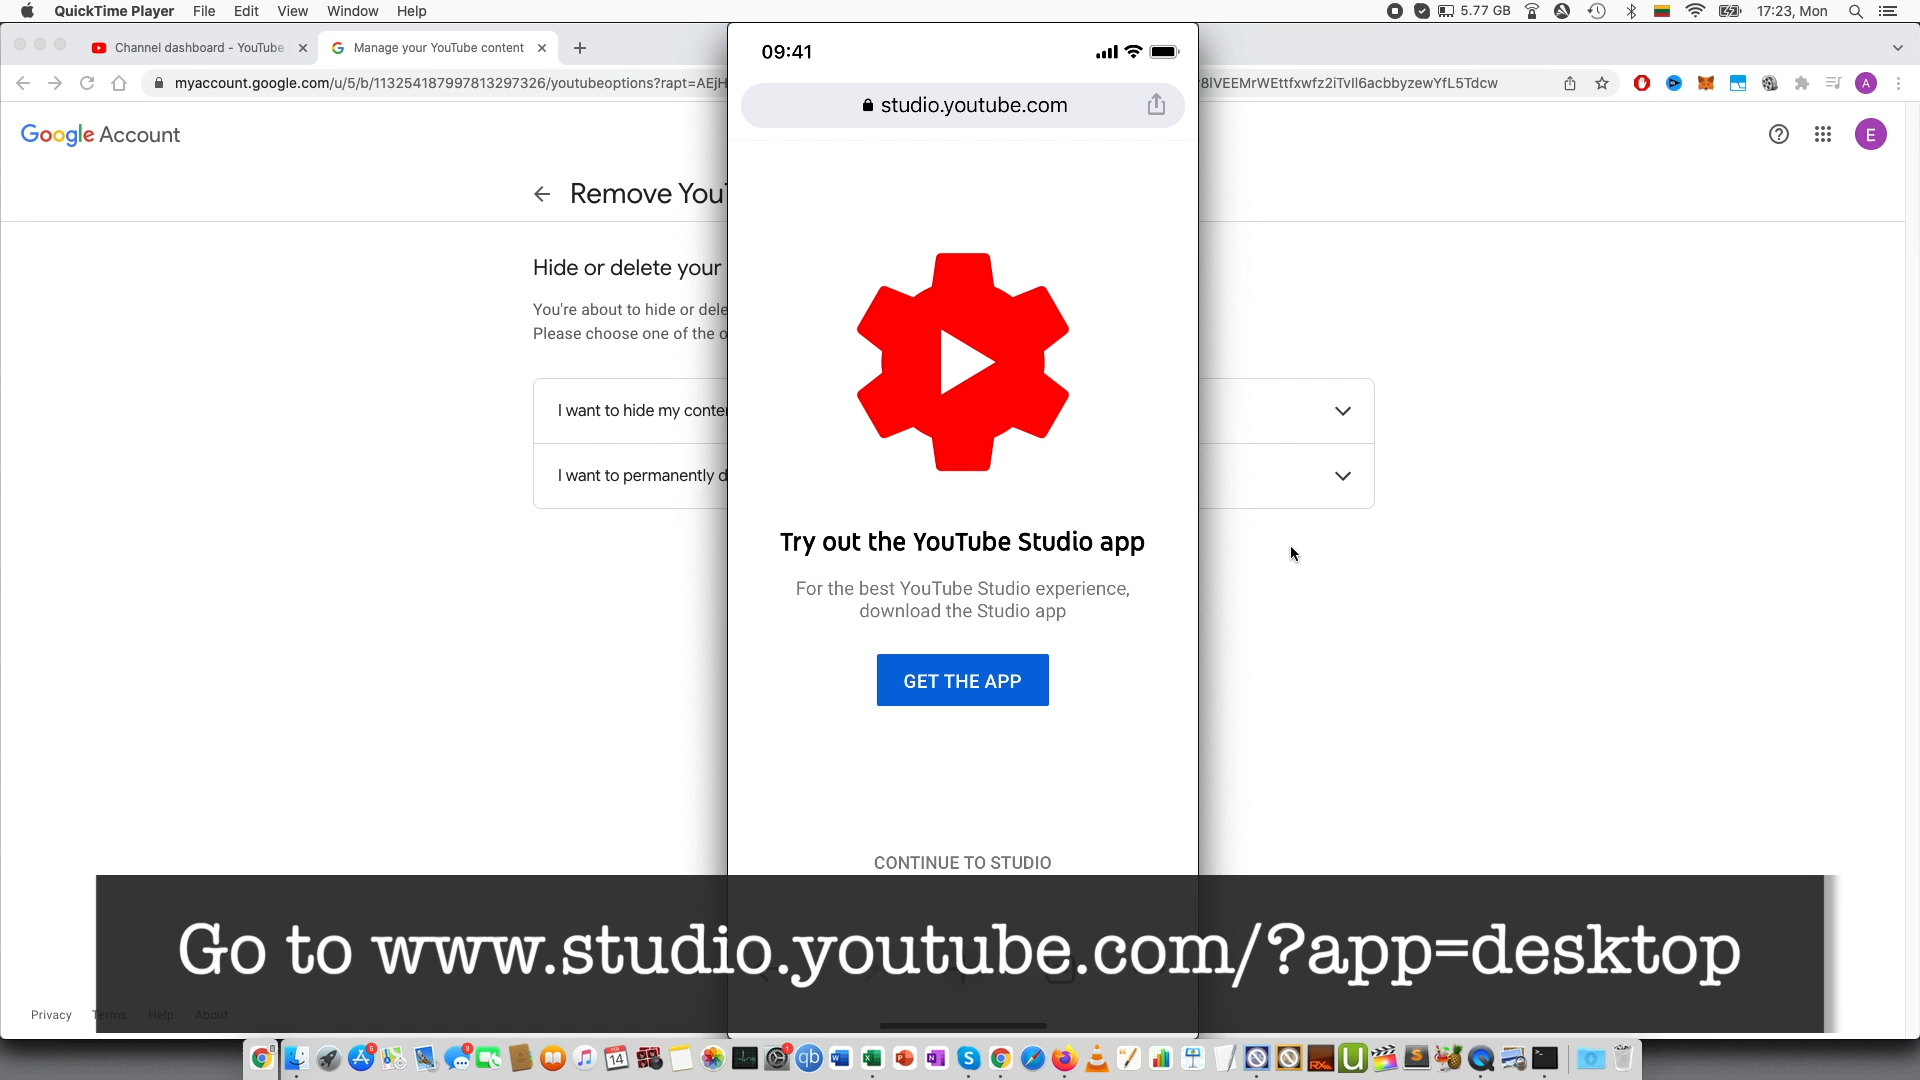 QuickTime Player File Edit View Window Help 5.77 GB 17:23, Mon
Channel dashboard - YouTube
Manage your YouTube content
myaccount.google.com/u/5/b/113254187997813297326/youtubeoptions?rapt=AEjH
8IVEEMrWEttfxwfz2iTvIl6acbbyzewYfL5Tdcw
A
Google Account
E
Remove You
Hide or delete your
You're about to hide or dele
Please choose one of the o
I want to hide my conte
I want to permanently d
09:41
studio.youtube.com
Try out the YouTube Studio app
For the best YouTube Studio experience,
download the Studio app
GET THE APP
CONTINUE TO STUDIO
Go to www.studio.youtube.com/?app=desktop
Privacy Terms Help About